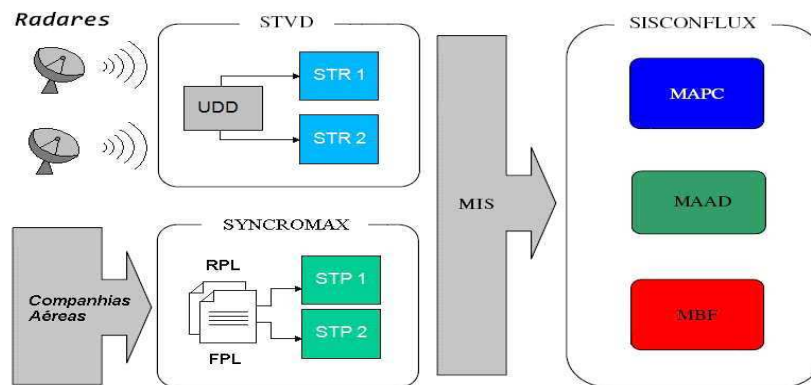 Radares
STVD
UDD
STR 1
STR 2
SYNCROMAX
Companhias
Aéreas
RPL
FPL
STP 1
STP 2
MIS
SISCONFLUX
MAPC
MAAD
MBF